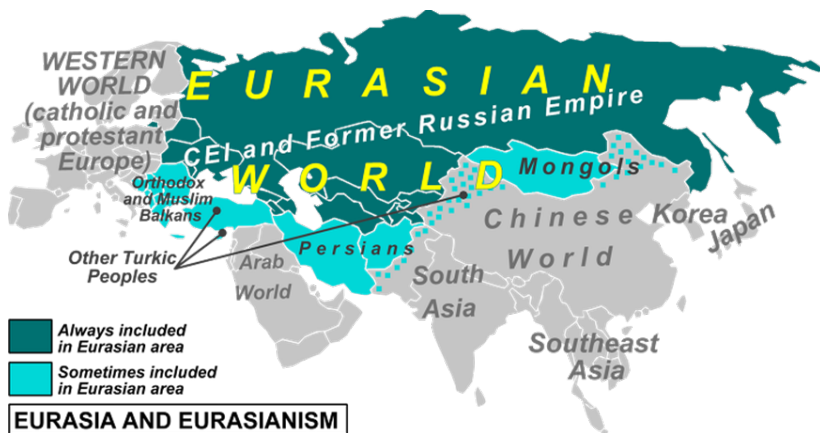 WESTERN
WORLD
(catholic and
protestant
Europe)
EURASIAN
CEI and Former Russian Empire
WORLD
Mongols
Orthodox
and Muslim
Balkans
Other Turkic
Peoples
Persians
Arab
World
Chinese
World
Korea
Japan
South
Asia
Southeast
Asia
Always included
in Eurasian area
Sometimes included
in Eurasian area
EURASIA AND EURASIANISM